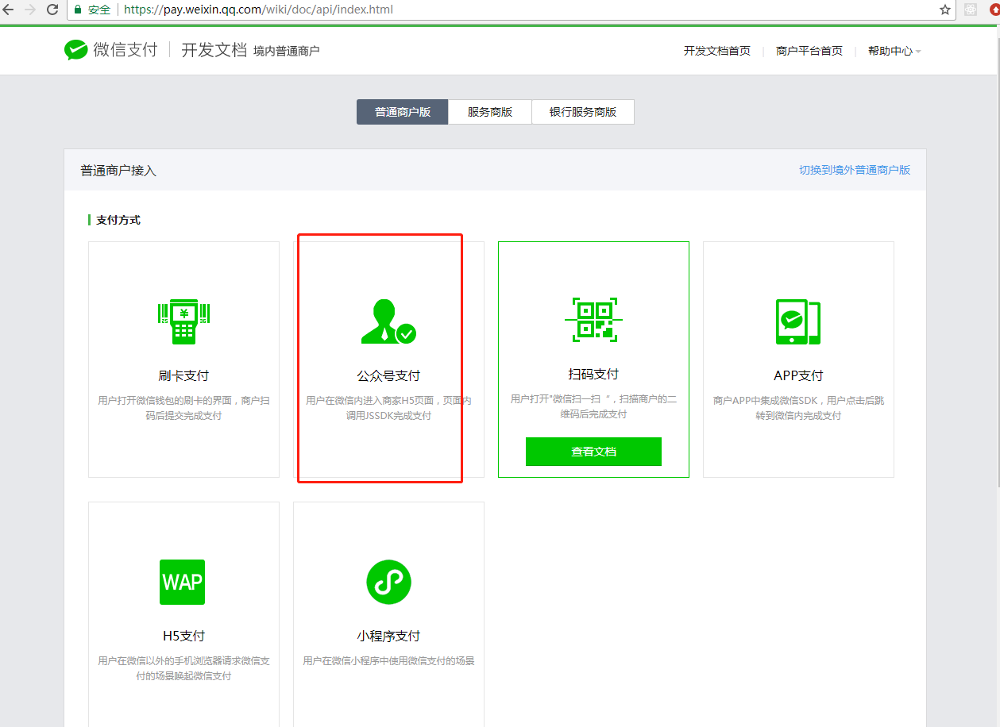 安全 https://pay.weixin.qq.com/wiki/doc/api/index.html
微信支付 开发文档 境内普通商户 开发文档首页 商户平台首页 帮助中心
普通商户版 服务商版 银行服务商版
普通商户接入 切换到境外普通商户版
支付方式
¥
25 36
刷卡支付
用户打开微信钱包的刷卡的界面，商户扫
码后提交完成支付
公众号支付
用户在微信内进入商家H5页面，页面内
调用JSSDK完成支付
扫码支付
用户打开"微信扫一扫“，扫描商户的二
维码后完成支付
查看文档
APP支付
商户APP中集成微信SDK，用户点击后跳
转到微信内完成支付
WAP
H5支付
用户在微信以外的手机浏览器请求微信支
付的场景唤起微信支付
小程序支付
用户在微信小程序中使用微信支付的场景